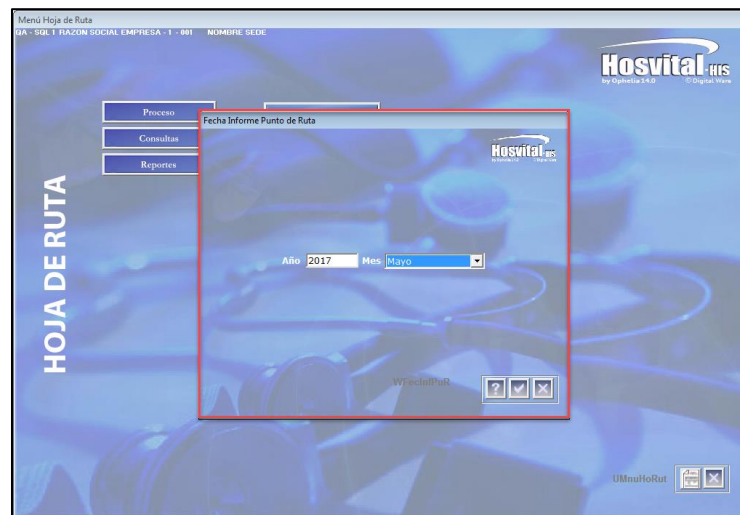 Menú Hoja de Ruta
QA - SQL 1 RAZON SOCIAL EMPRESA - 1 - 001 NOMBRE SEDE
Hosvital-HIS
by Ophelia 14.0 © Digital Ware
Proceso
Consultas
Reportes
HOJA DE RUTA
Fecha Informe Punto de Ruta
Hosvital-HIS
Año 2017 Mes Mayo
WFecInfPoR
?
UMnuHoRut